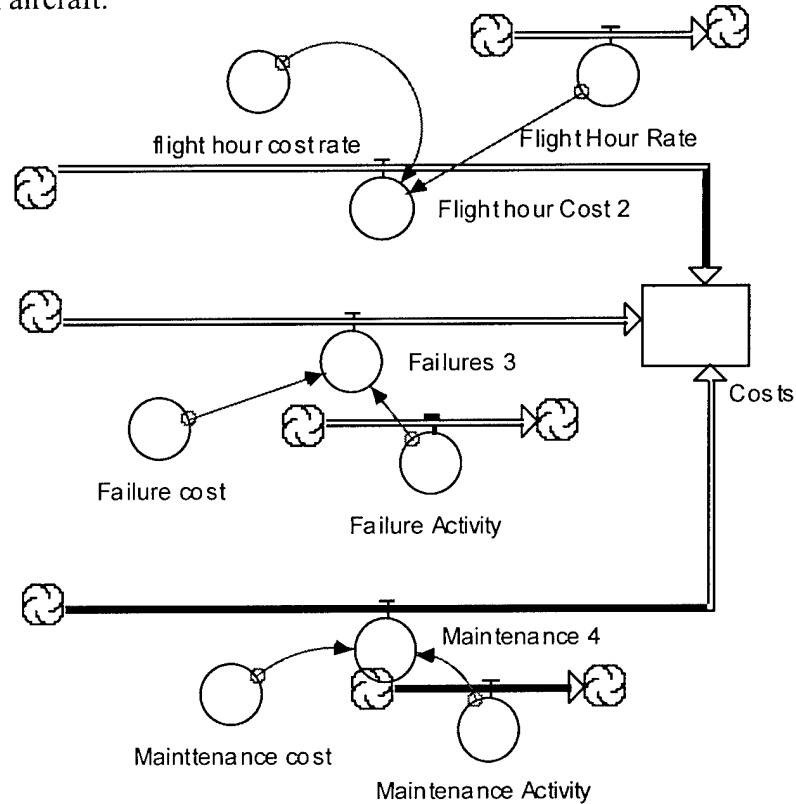 aircraft.
Flight Hour Rate
flight hour cost rate
Flight hour Cost 2
Failures 3
Costs
Failure cost
Failure Activity
Maintenance 4
Mainttenance cost
Maintenance Activity